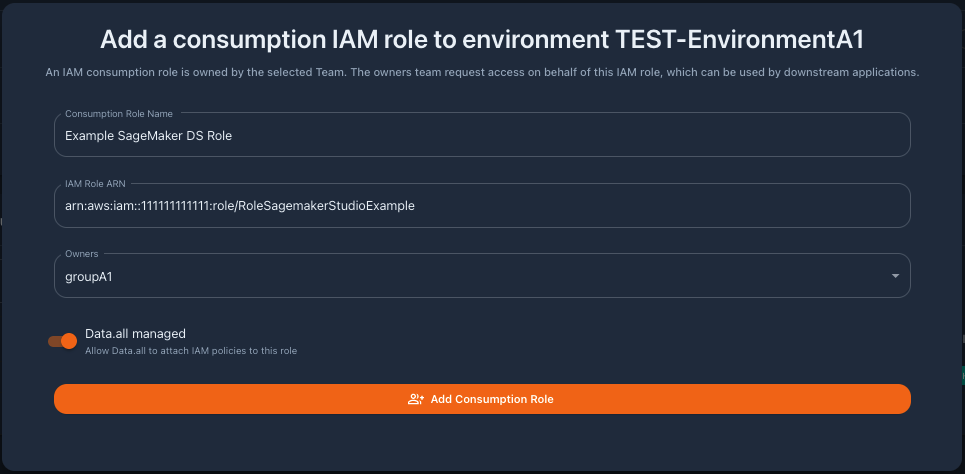 Add a consumption IAM role to environment TEST-EnvironmentA1
An IAM consumption role is owned by the selected Team. The owners team request access on behalf of this IAM role, which can be used by downstream applications.
Consumption Role Name
Example SageMaker DS Role
IAM Role ARN
arn:aws:iam::111111111111:role/RoleSagemakerStudioExample
Owners
groupA1
Data.all managed
Allow Data.all to attach IAM policies to this role
Add Consumption Role